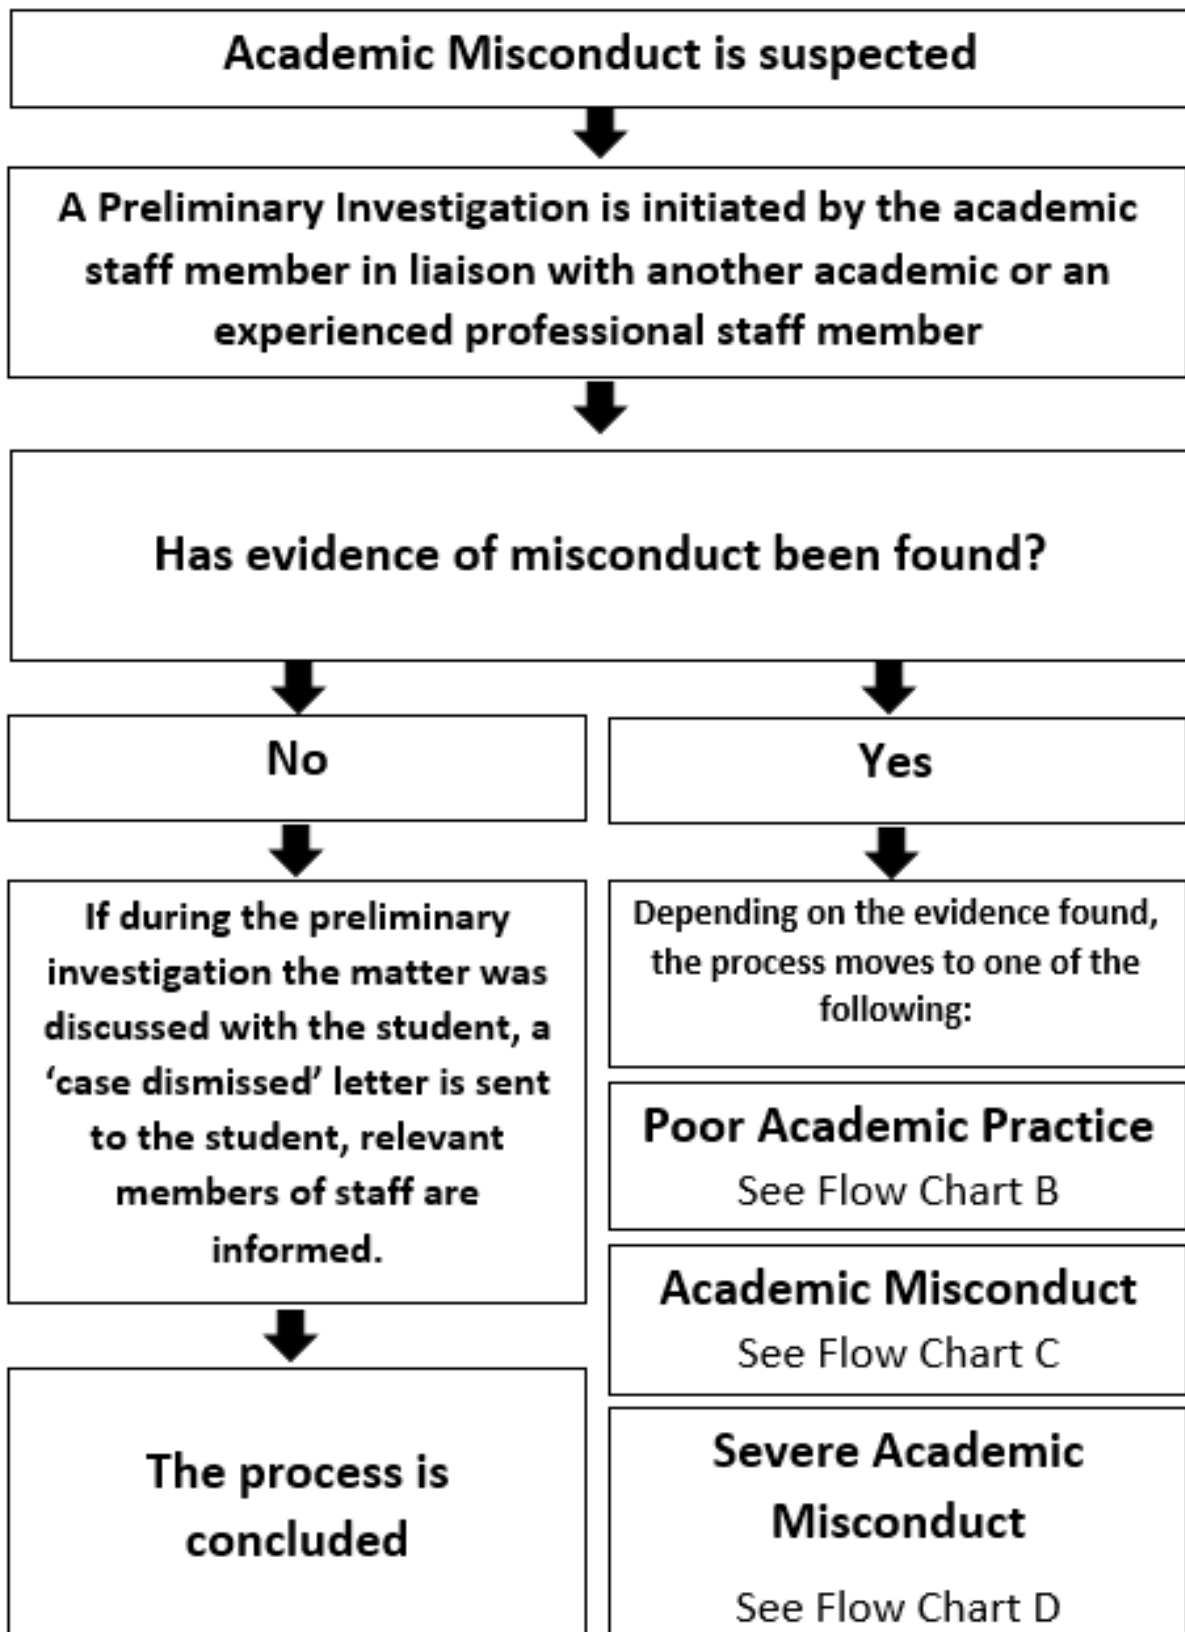 Academic Misconduct is suspected
A Preliminary Investigation is initiated by the academic
staff member in liaison with another academic or an
experienced professional staff member
Has evidence of misconduct been found?
No
If during the preliminary
investigation the matter was
discussed with the student, a
‘case dismissed’ letter is sent
to the student, relevant
members of staff are
informed.
The process is
concluded
Yes
Depending on the evidence found,
the process moves to one of the
following:
Poor Academic Practice
See Flow Chart B
Academic Misconduct
See Flow Chart C
Severe Academic
Misconduct
See Flow Chart D